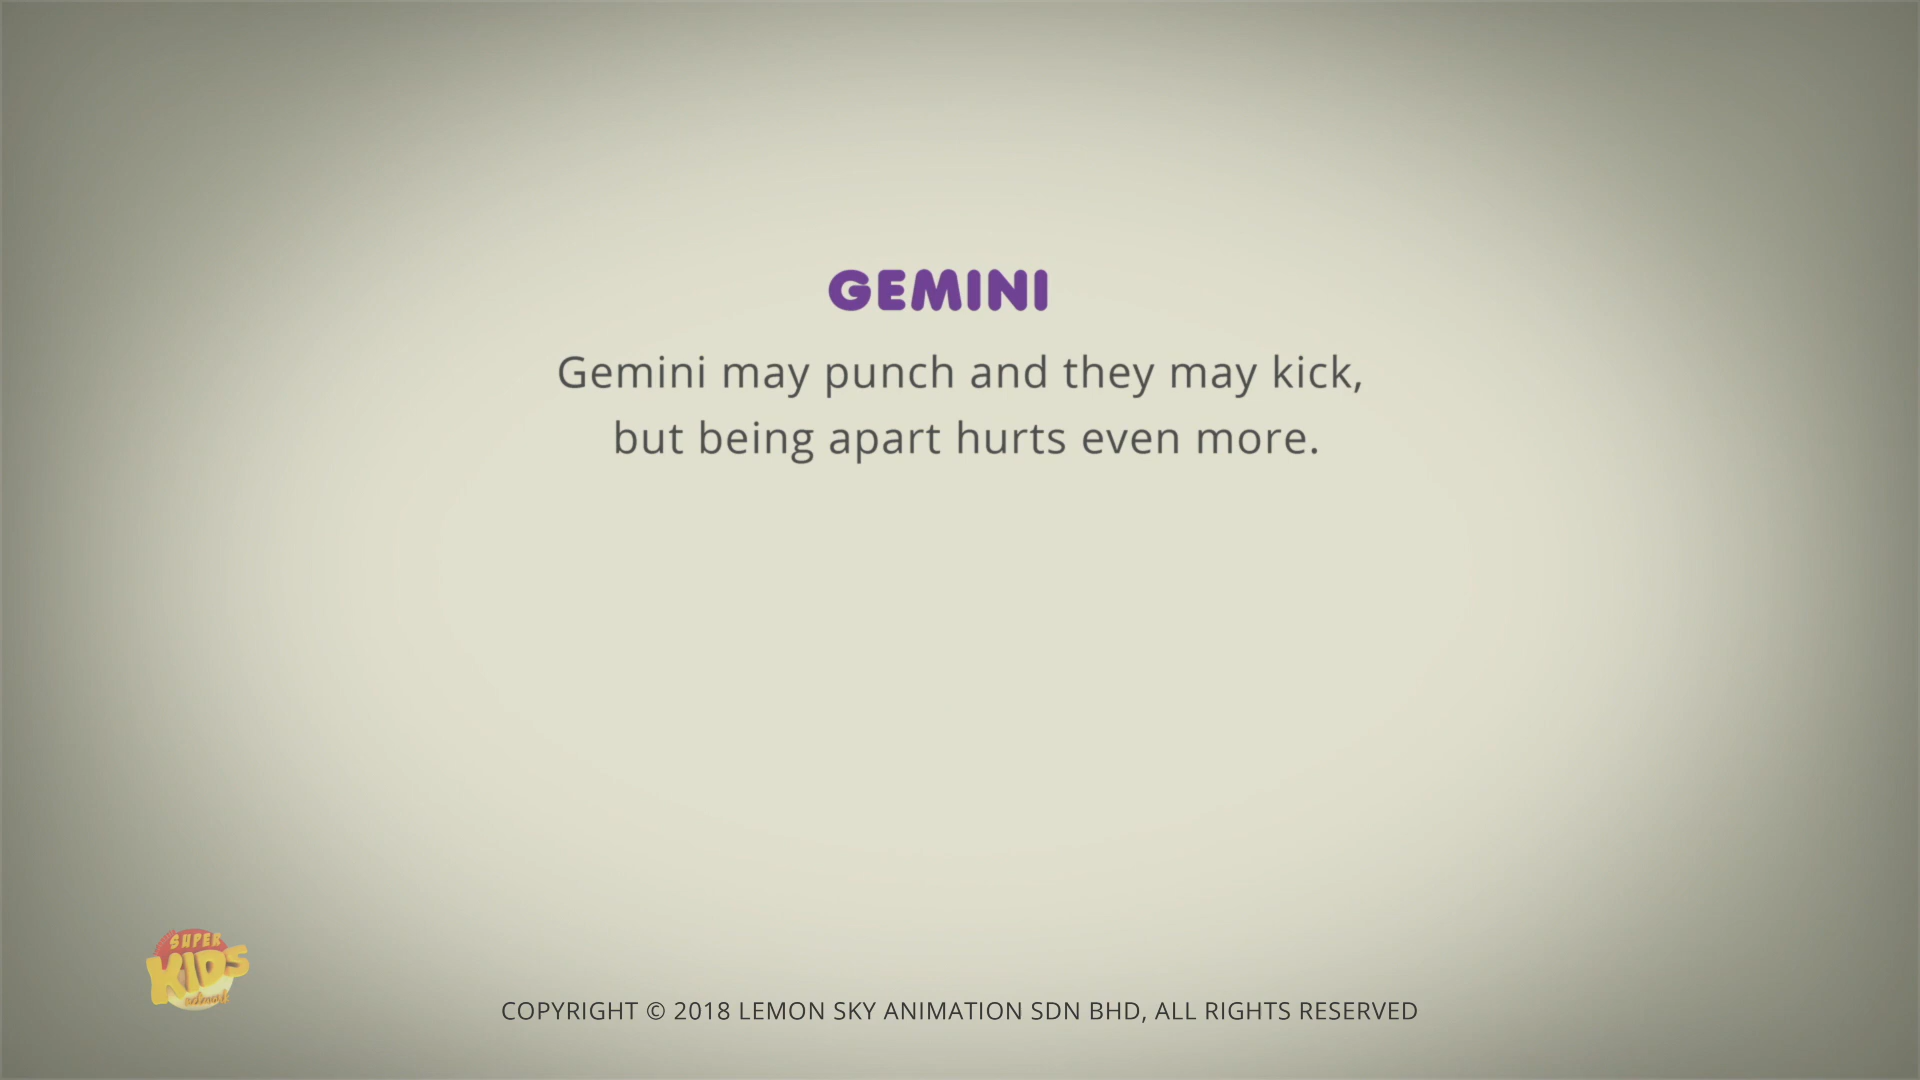 GEMINI
Gemini may punch and they may kick,
but being apart hurts even more.
SUPER
KIDS
network
COPYRIGHT © 2018 LEMON SKY ANIMATION SDN BHD, ALL RIGHTS RESERVED